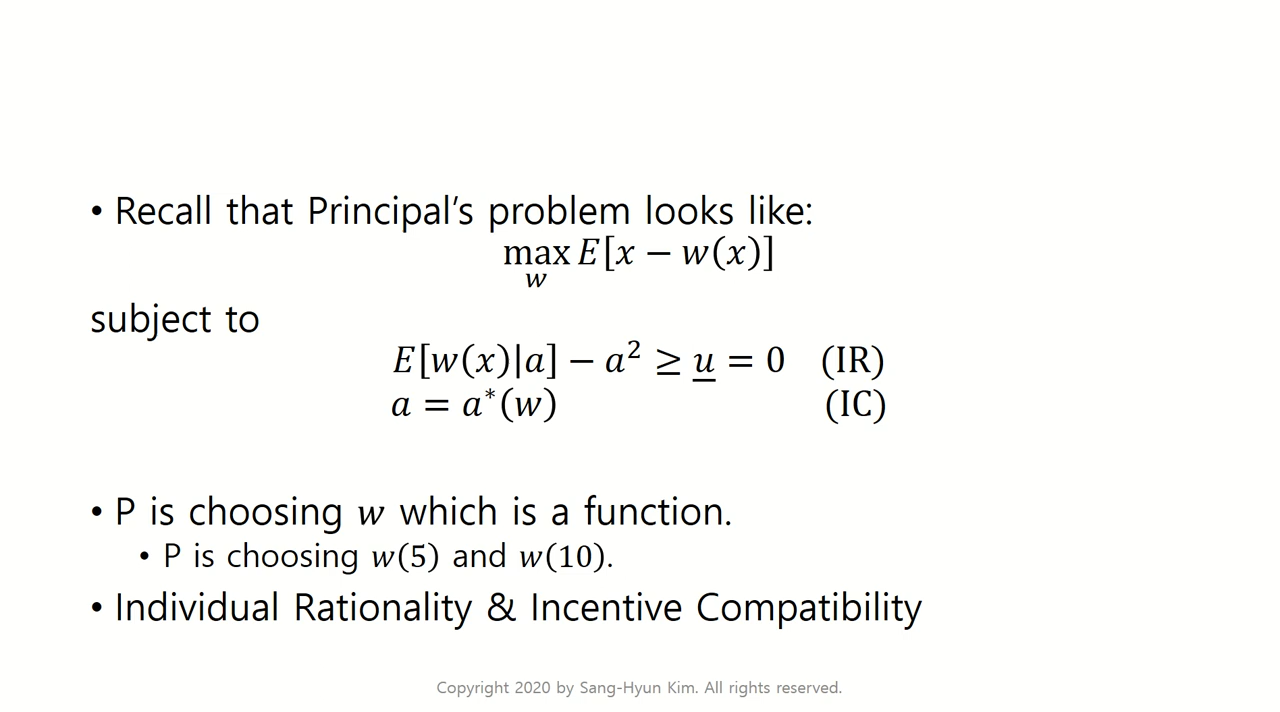 • Recall that Principal's problem looks like:
max E[x − w(x)]
w
subject to
E[w(x)|a] − a² ≥ u̲ = 0 (IR)
a = a*(w) (IC)
• P is choosing w which is a function.
• P is choosing w(5) and w(10).
• Individual Rationality & Incentive Compatibility
Copyright 2020 by Sang-Hyun Kim. All rights reserved.